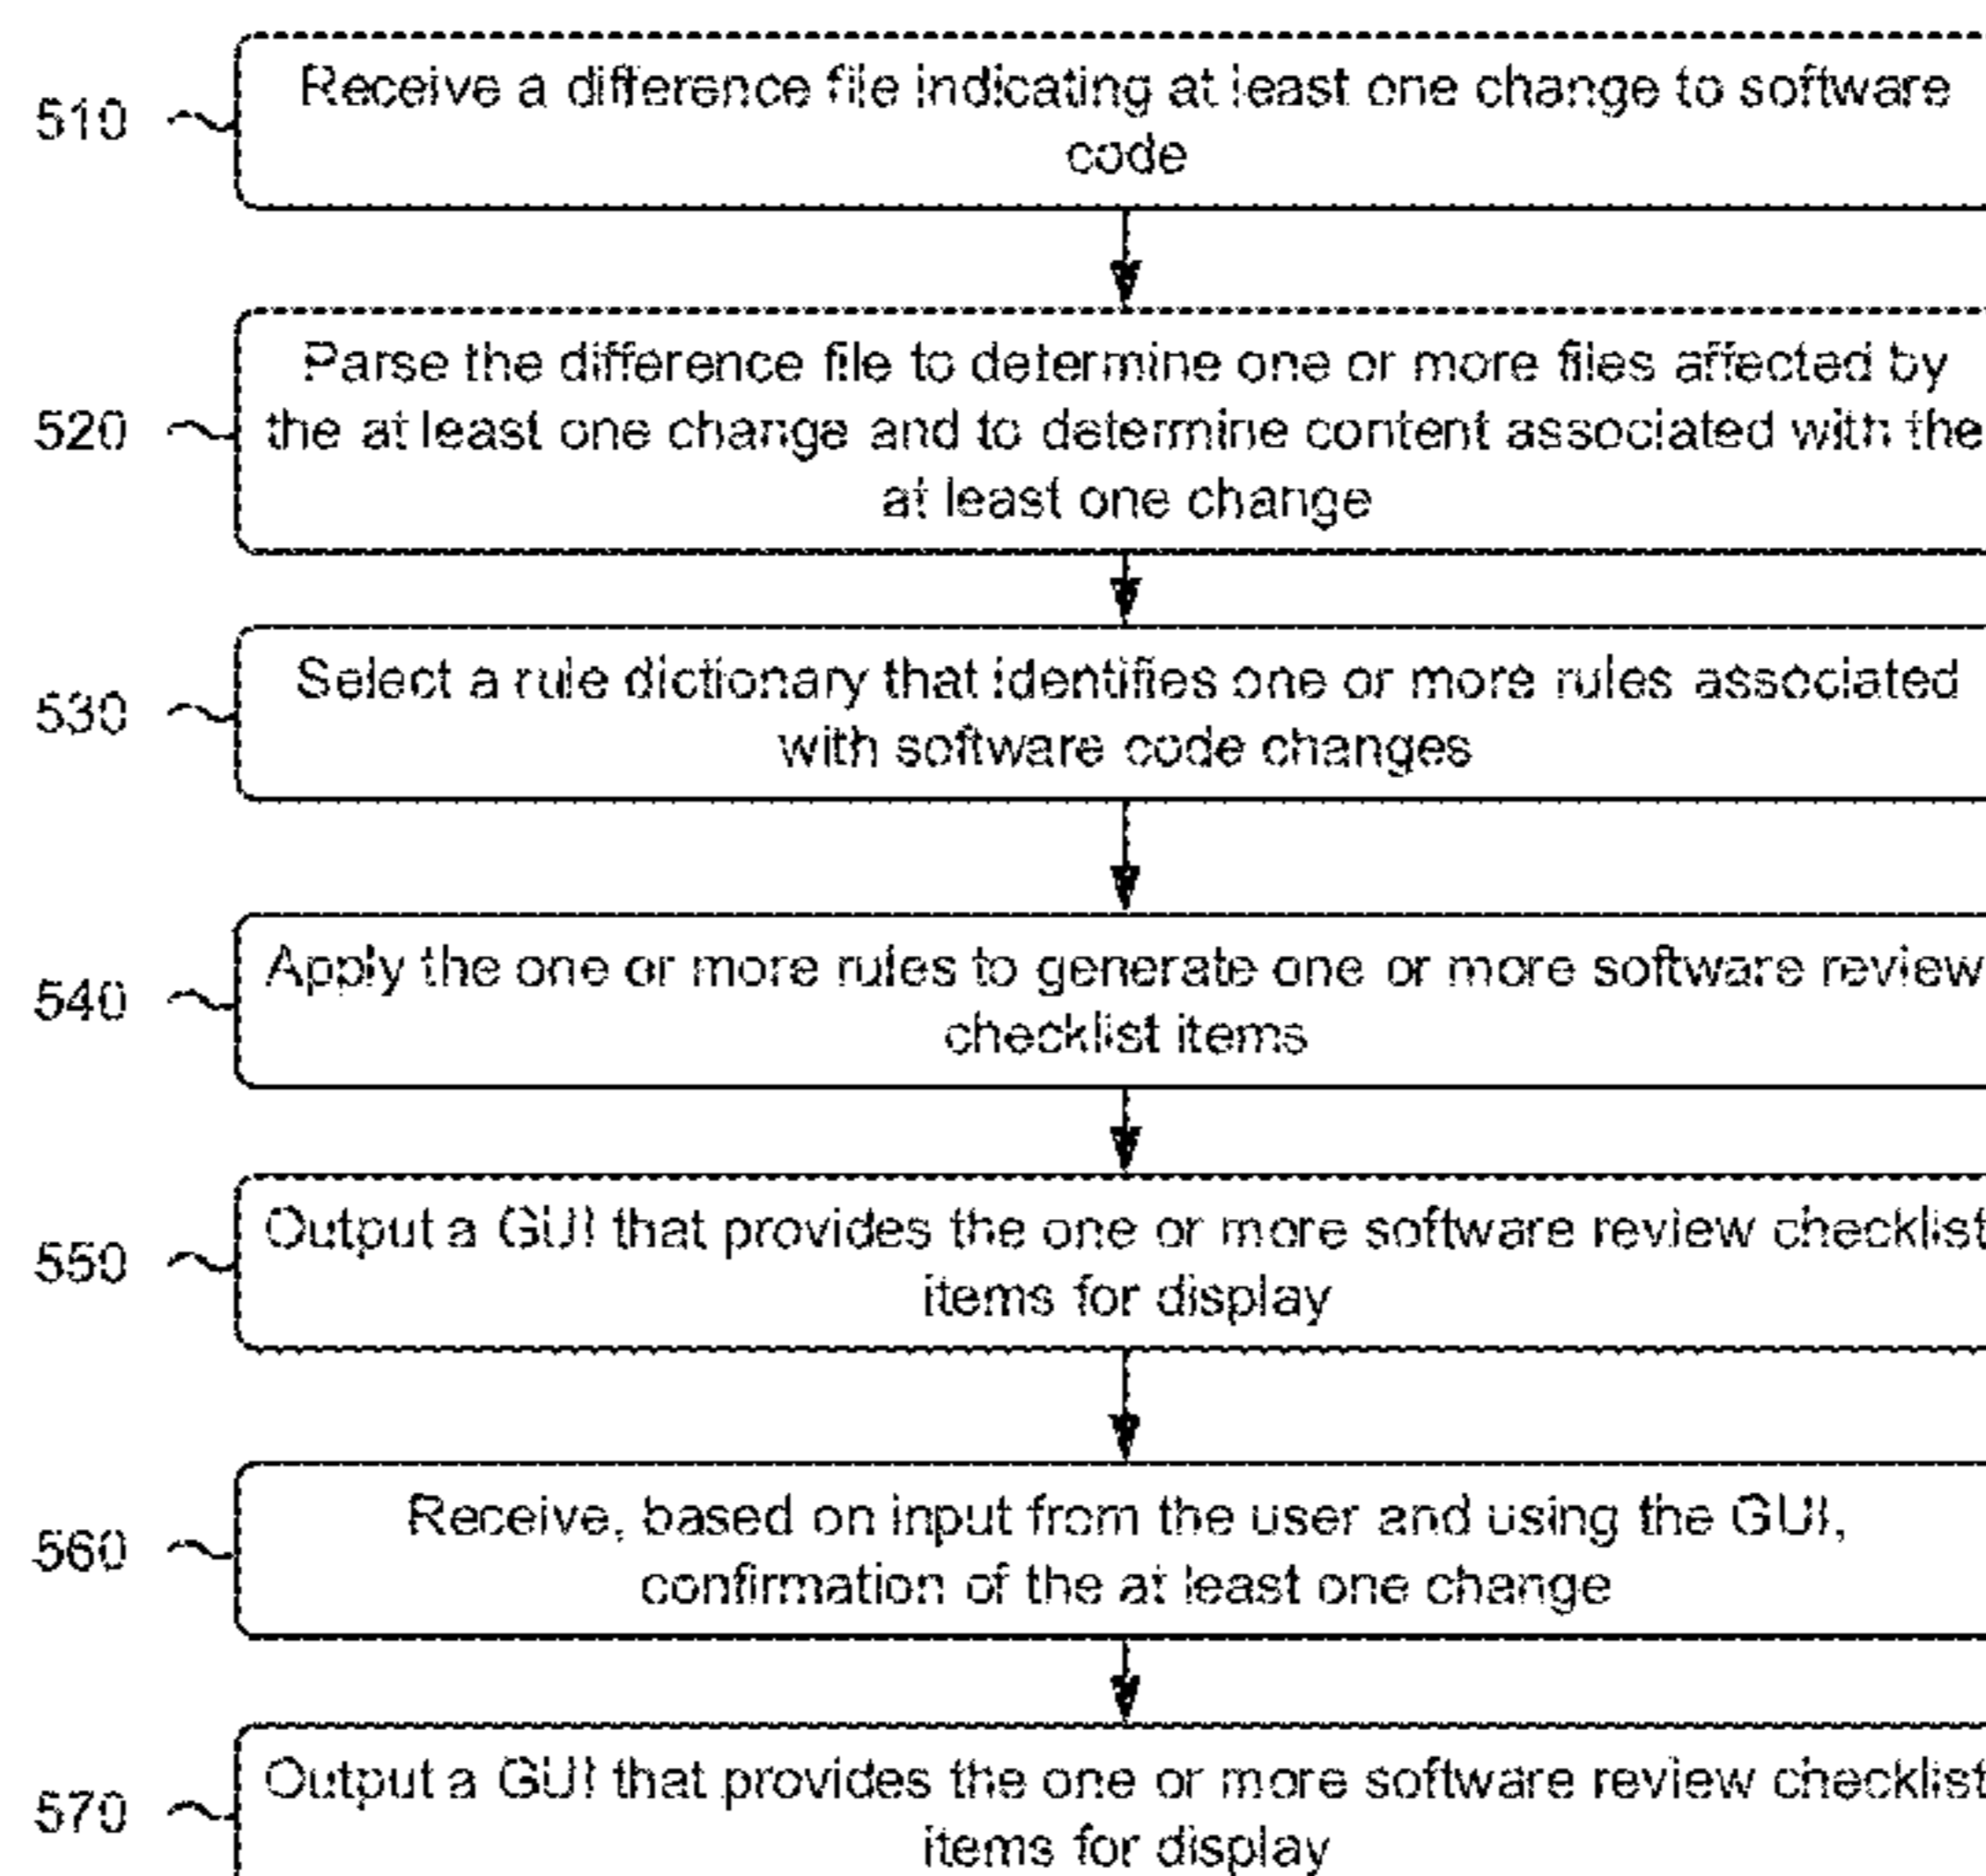 510
Receive a difference file indicating at least one change to software
code
520
Parse the difference file to determine one or more files affected by
the at least one change and to determine content associated with the
at least one change
530
Select a rule dictionary that identifies one or more rules associated
with software code changes
540
Apply the one or more rules to generate one or more software review
checklist items
550
Output a GUI that provides the one or more software review checklist
items for display
560
Receive, based on input from the user and using the GUI,
confirmation of the at least one change
570
Output a GUI that provides the one or more software review checklist
items for display